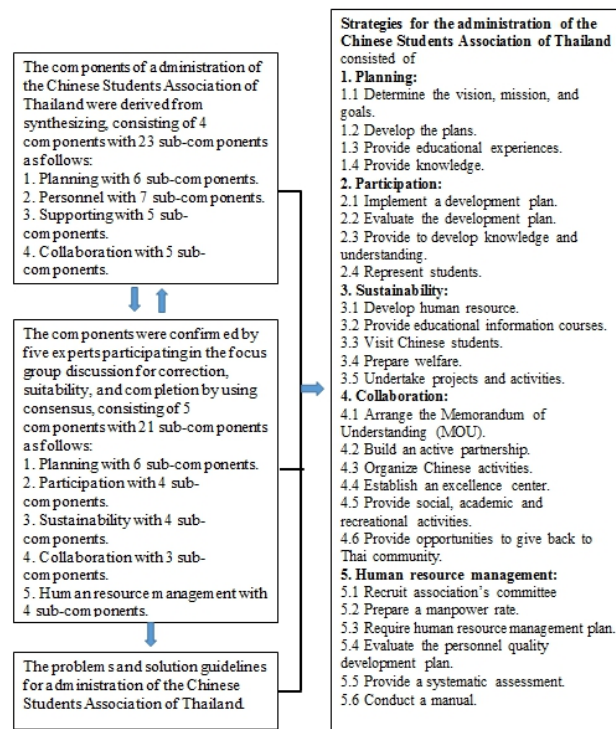 The components of administration of
the Chinese Students Association of
Thailand were derived from
synthesizing, consisting of 4
components with 23 sub-components
as follows:
1. Planning with 6 sub-components.
2. Personnel with 7 sub-components.
3. Supporting with 5 sub-
components.
4. Collaboration with 5 sub-
components.
The components were confirmed by
five experts participating in the focus
group discussion for correction,
suitability, and completion by using
consensus, consisting of 5
components with 21 sub-components
as follows:
1. Planning with 6 sub-components.
2. Participation with 4 sub-
components.
3. Sustainability with 4 sub-
components.
4. Collaboration with 3 sub-
components.
5. Human resource management with
4 sub-components.
The problems and solution guidelines
for administration of the Chinese
Students Association of Thailand.
Strategies for the administration of the
Chinese Students Association of Thailand
consisted of
1. Planning:
1.1 Determine the vision, mission, and
goals.
1.2 Develop the plans.
1.3 Provide educational experiences.
1.4 Provide knowledge.
2. Participation:
2.1 Implement a development plan.
2.2 Evaluate the development plan.
2.3 Provide to develop knowledge and
understanding.
2.4 Represent students.
3. Sustainability:
3.1 Develop human resource.
3.2 Provide educational information courses.
3.3 Visit Chinese students.
3.4 Prepare welfare.
3.5 Undertake projects and activities.
4. Collaboration:
4.1 Arrange the Memorandum of
Understanding (MOU).
4.2 Build an active partnership.
4.3 Organize Chinese activities.
4.4 Establish an excellence center.
4.5 Provide social, academic and
recreational activities.
4.6 Provide opportunities to give back to
Thai community.
5. Human resource management:
5.1 Recruit association's committee
5.2 Prepare a manpower rate.
5.3 Require human resource management plan.
5.4 Evaluate the personnel quality
development plan.
5.5 Provide a systematic assessment.
5.6 Conduct a manual.